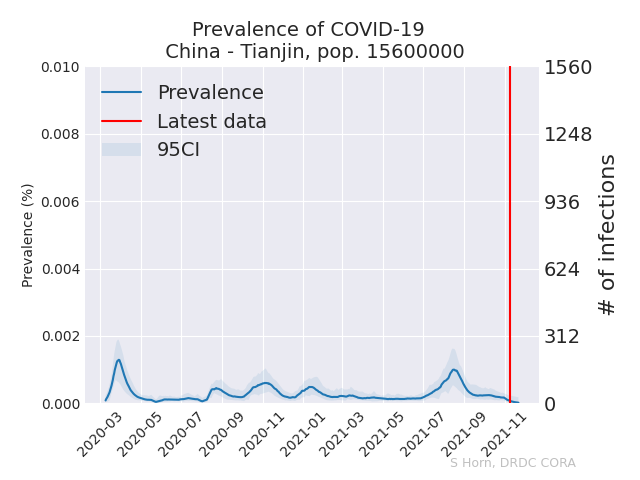 Prevalence of COVID-19
China - Tianjin, pop. 15600000
Prevalence
Latest data
95CI
Prevalence (%)
0.010
0.008
0.006
0.004
0.002
0.000
1560
1248
936
624
312
0
# of infections
2020-03
2020-05
2020-07
2020-09
2020-11
2021-01
2021-03
2021-05
2021-07
2021-09
2021-11
S Horn, DRDC CORA